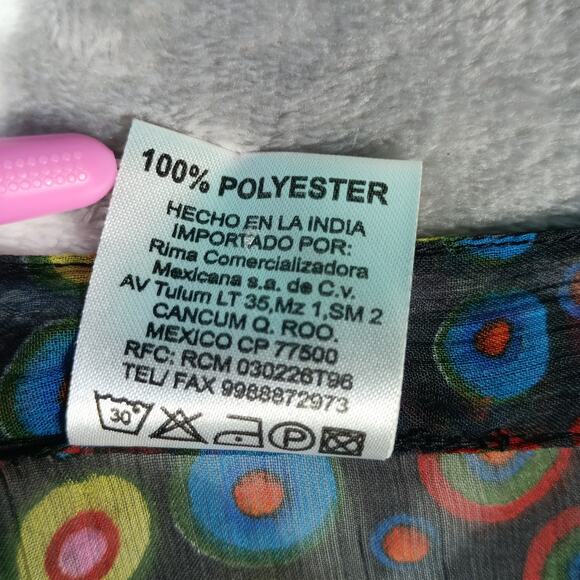 100% POLYESTER
HECHO EN LA INDIA
IMPORTADO POR:
Rima Comercializadora
Mexicana s.a. de C.v.
AV Tulum LT 35,Mz 1,SM 2
CANCUM Q. ROO.
MEXICO CP 77500
RFC: RCM 030226T96
TEL/ FAX 9988872973
30°
P